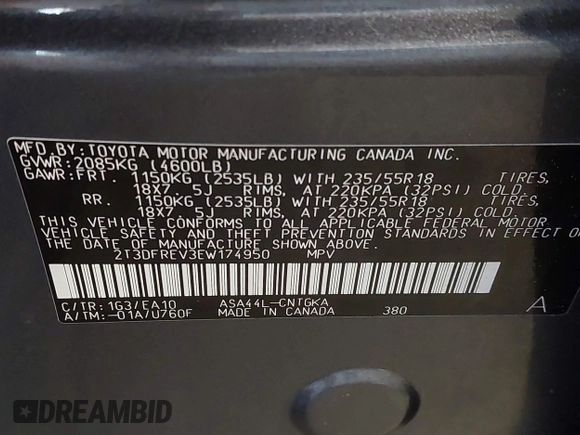 MFD.BY:TOYOTA MOTOR MANUFACTURING CANADA INC.
GVWR:2085KG (4600LB)
GAWR:FRT. 1150KG (2535LB) WITH 235/55R18 TIRES,
18X7. 5J RIMS, AT 220KPA (32PSI) COLD.
RR. 1150KG (2535LB) WITH 235/55R18 TIRES,
18X7. 5J RIMS, AT 220KPA (32PSI) COLD.
THIS VEHICLE CONFORMS TO ALL APPLICABLE FEDERAL MOTOR
VEHICLE SAFETY AND THEFT PREVENTION STANDARDS IN EFFECT O
THE DATE OF MANUFACTURE SHOWN ABOVE.
2T3DFREV3EW174950 MPV
C/TR: 1G3/EA10 ASA44L-CNTGKA
A/TM:-01A/U760F MADE IN CANADA 380 A
DREAMBID